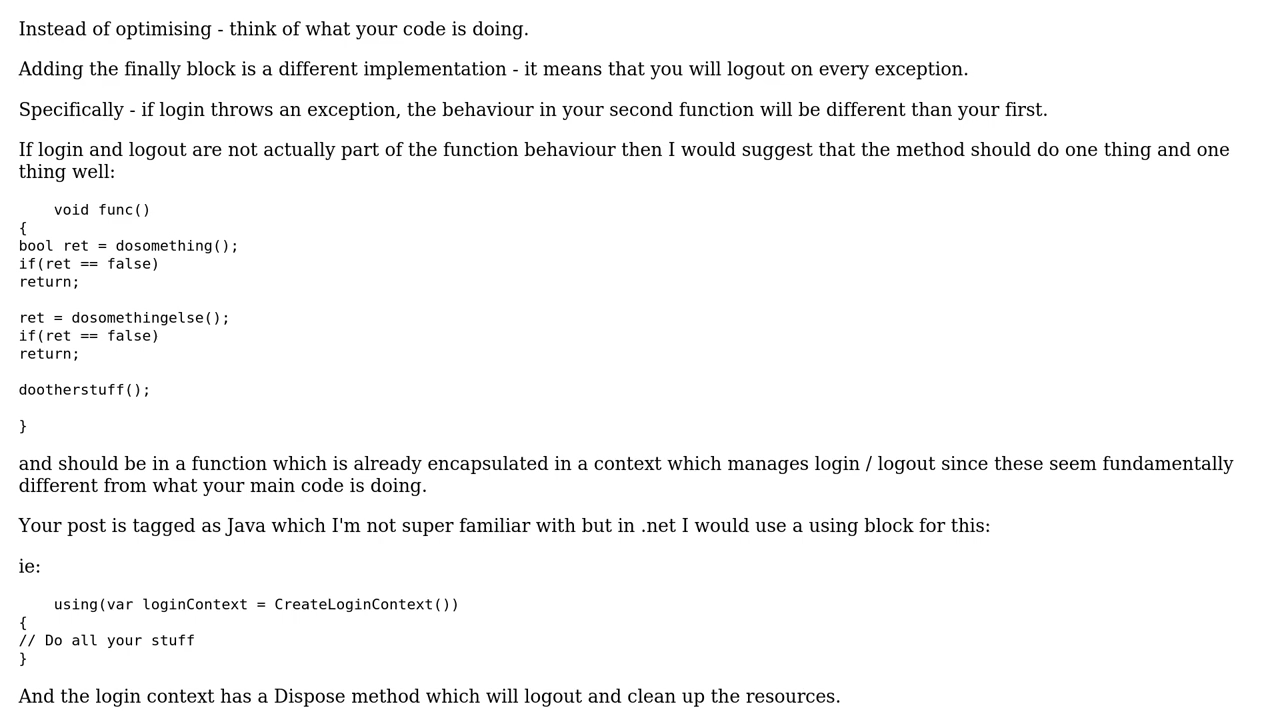 Instead of optimising - think of what your code is doing.
Adding the finally block is a different implementation - it means that you will logout on every exception.
Specifically - if login throws an exception, the behaviour in your second function will be different than your first.
If login and logout are not actually part of the function behaviour then I would suggest that the method should do one thing and one
thing well:
void func()
{
bool ret = dosomething();
if(ret == false)
return;
ret = dosomethingelse();
if(ret == false)
return;
dootherstuff();
}
and should be in a function which is already encapsulated in a context which manages login / logout since these seem fundamentally
different from what your main code is doing.
Your post is tagged as Java which I'm not super familiar with but in .net I would use a using block for this:
ie:
using(var loginContext = CreateLoginContext())
{
// Do all your stuff
}
And the login context has a Dispose method which will logout and clean up the resources.